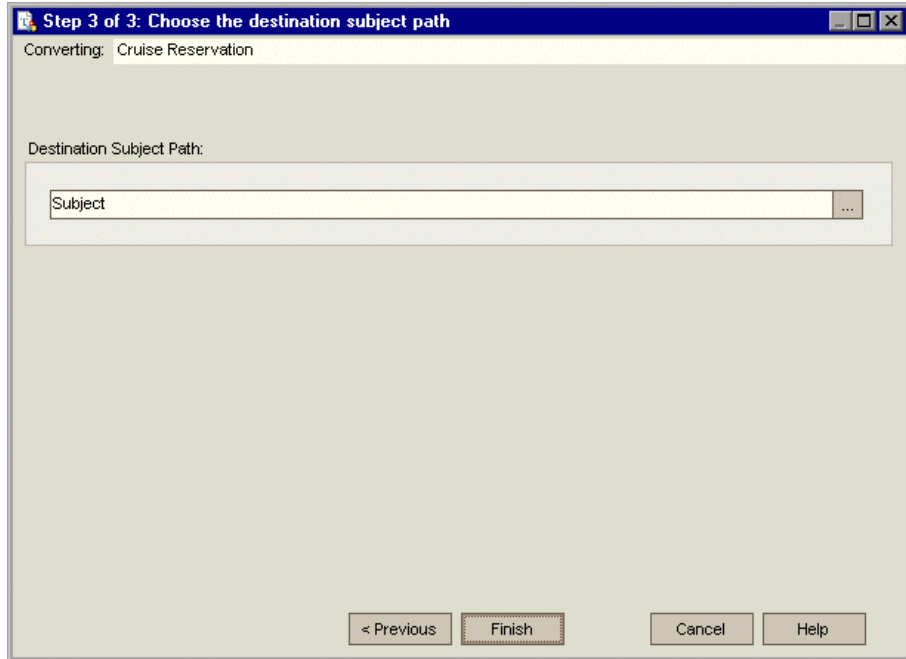 Step 3 of 3: Choose the destination subject path
Converting: Cruise Reservation
Destination Subject Path:
Subject ...
< Previous Finish Cancel Help